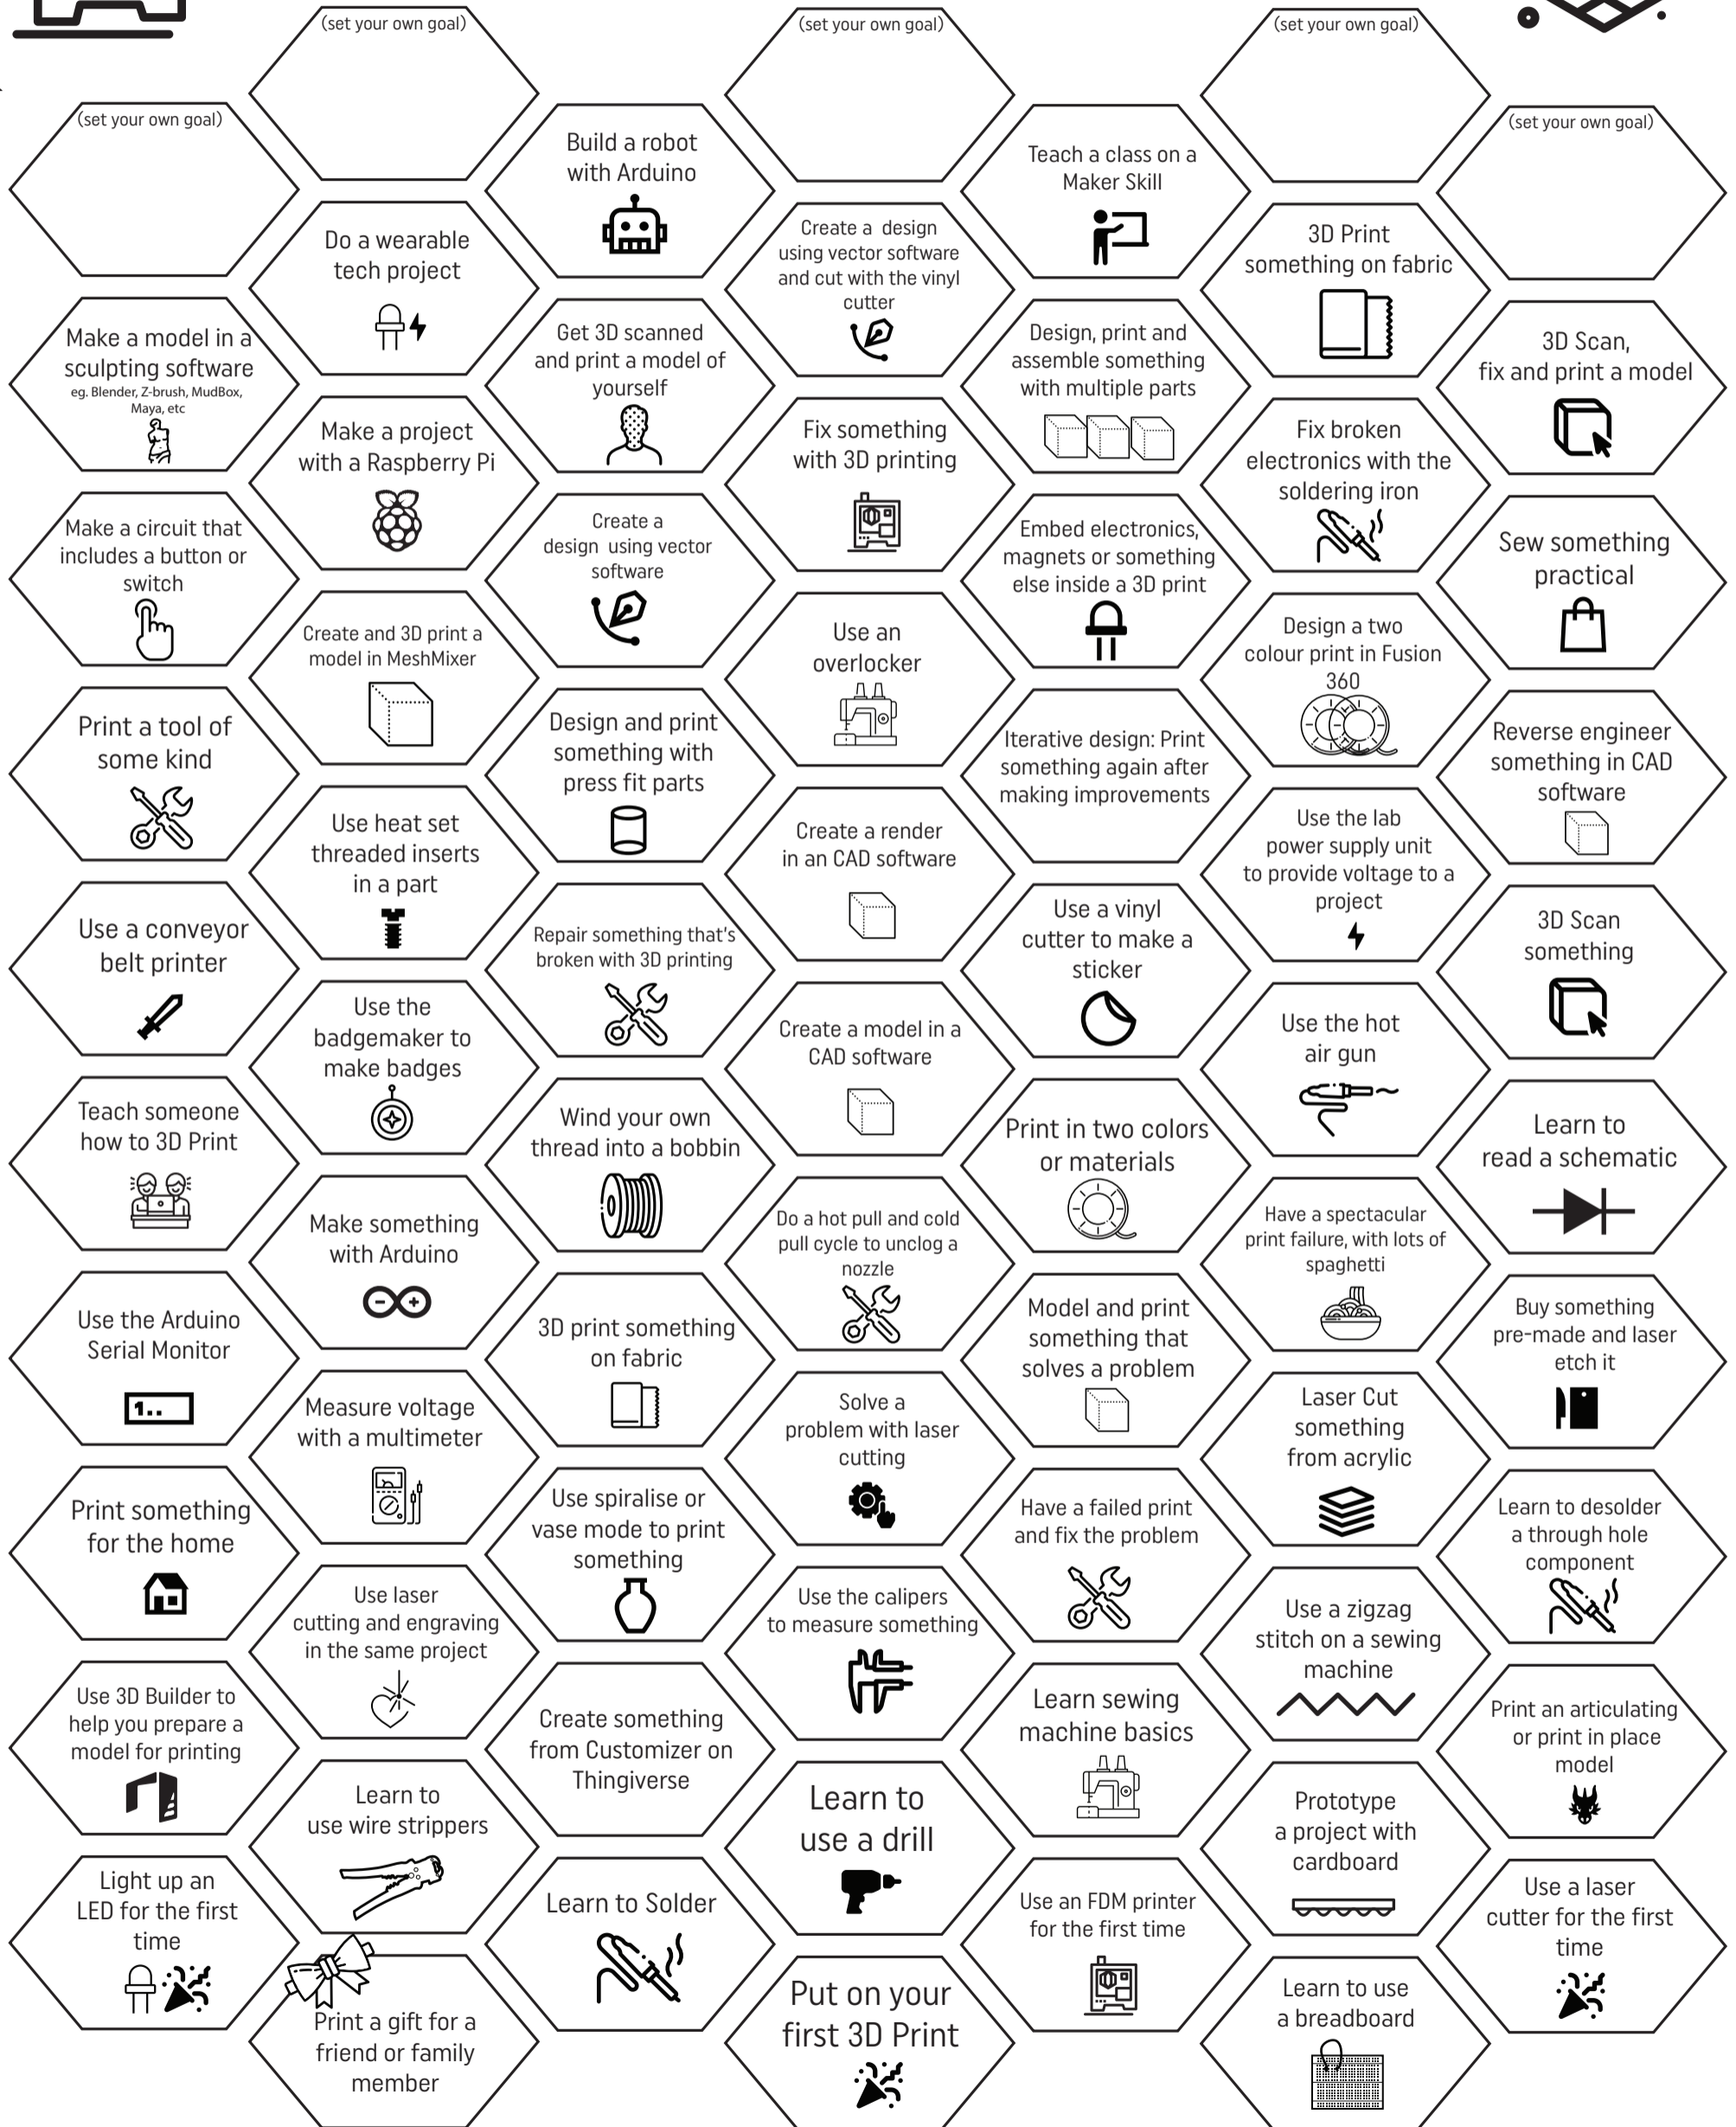 (set your own goal)
(set your own goal)
(set your own goal)
(set your own goal)
(set your own goal)
Build a robot
with Arduino
Teach a class on a
Maker Skill
Do a wearable
tech project
Create a design
using vector software
and cut with the vinyl
cutter
3D Print
something on fabric
Make a model in a
sculpting software
eg. Blender, Z-brush, MudBox,
Maya, etc
Get 3D scanned
and print a model of
yourself
Design, print and
assemble something
with multiple parts
3D Scan,
fix and print a model
Make a project
with a Raspberry Pi
Fix something
with 3D printing
Fix broken
electronics with the
soldering iron
Make a circuit that
includes a button or
switch
Create a
design using vector
software
Embed electronics,
magnets or something
else inside a 3D print
Sew something
practical
Create and 3D print a
model in MeshMixer
Use an
overlocker
Design a two
colour print in Fusion
360
Print a tool of
some kind
Design and print
something with
press fit parts
Iterative design: Print
something again after
making improvements
Reverse engineer
something in CAD
software
Use heat set
threaded inserts
in a part
Create a render
in an CAD software
Use the lab
power supply unit
to provide voltage to a
project
Use a conveyor
belt printer
Repair something that's
broken with 3D printing
Use a vinyl
cutter to make a
sticker
3D Scan
something
Use the
badgemaker to
make badges
Create a model in a
CAD software
Use the hot
air gun
Teach someone
how to 3D Print
Wind your own
thread into a bobbin
Print in two colors
or materials
Learn to
read a schematic
Make something
with Arduino
Do a hot pull and cold
pull cycle to unclog a
nozzle
Have a spectacular
print failure, with lots of
spaghetti
Use the Arduino
Serial Monitor
1..
3D print something
on fabric
Model and print
something that
solves a problem
Buy something
pre-made and laser
etch it
Measure voltage
with a multimeter
Solve a
problem with laser
cutting
Laser Cut
something
from acrylic
Print something
for the home
Use spiralise or
vase mode to print
something
Have a failed print
and fix the problem
Learn to desolder
a through hole
component
Use laser
cutting and engraving
in the same project
Use the calipers
to measure something
Use a zigzag
stitch on a sewing
machine
Use 3D Builder to
help you prepare a
model for printing
Create something
from Customizer on
Thingiverse
Learn sewing
machine basics
Print an articulating
or print in place
model
Learn to
use wire strippers
Learn to
use a drill
Prototype
a project with
cardboard
Light up an
LED for the first
time
Learn to Solder
Use an FDM printer
for the first time
Use a laser
cutter for the first
time
Print a gift for a
friend or family
member
Put on your
first 3D Print
Learn to use
a breadboard